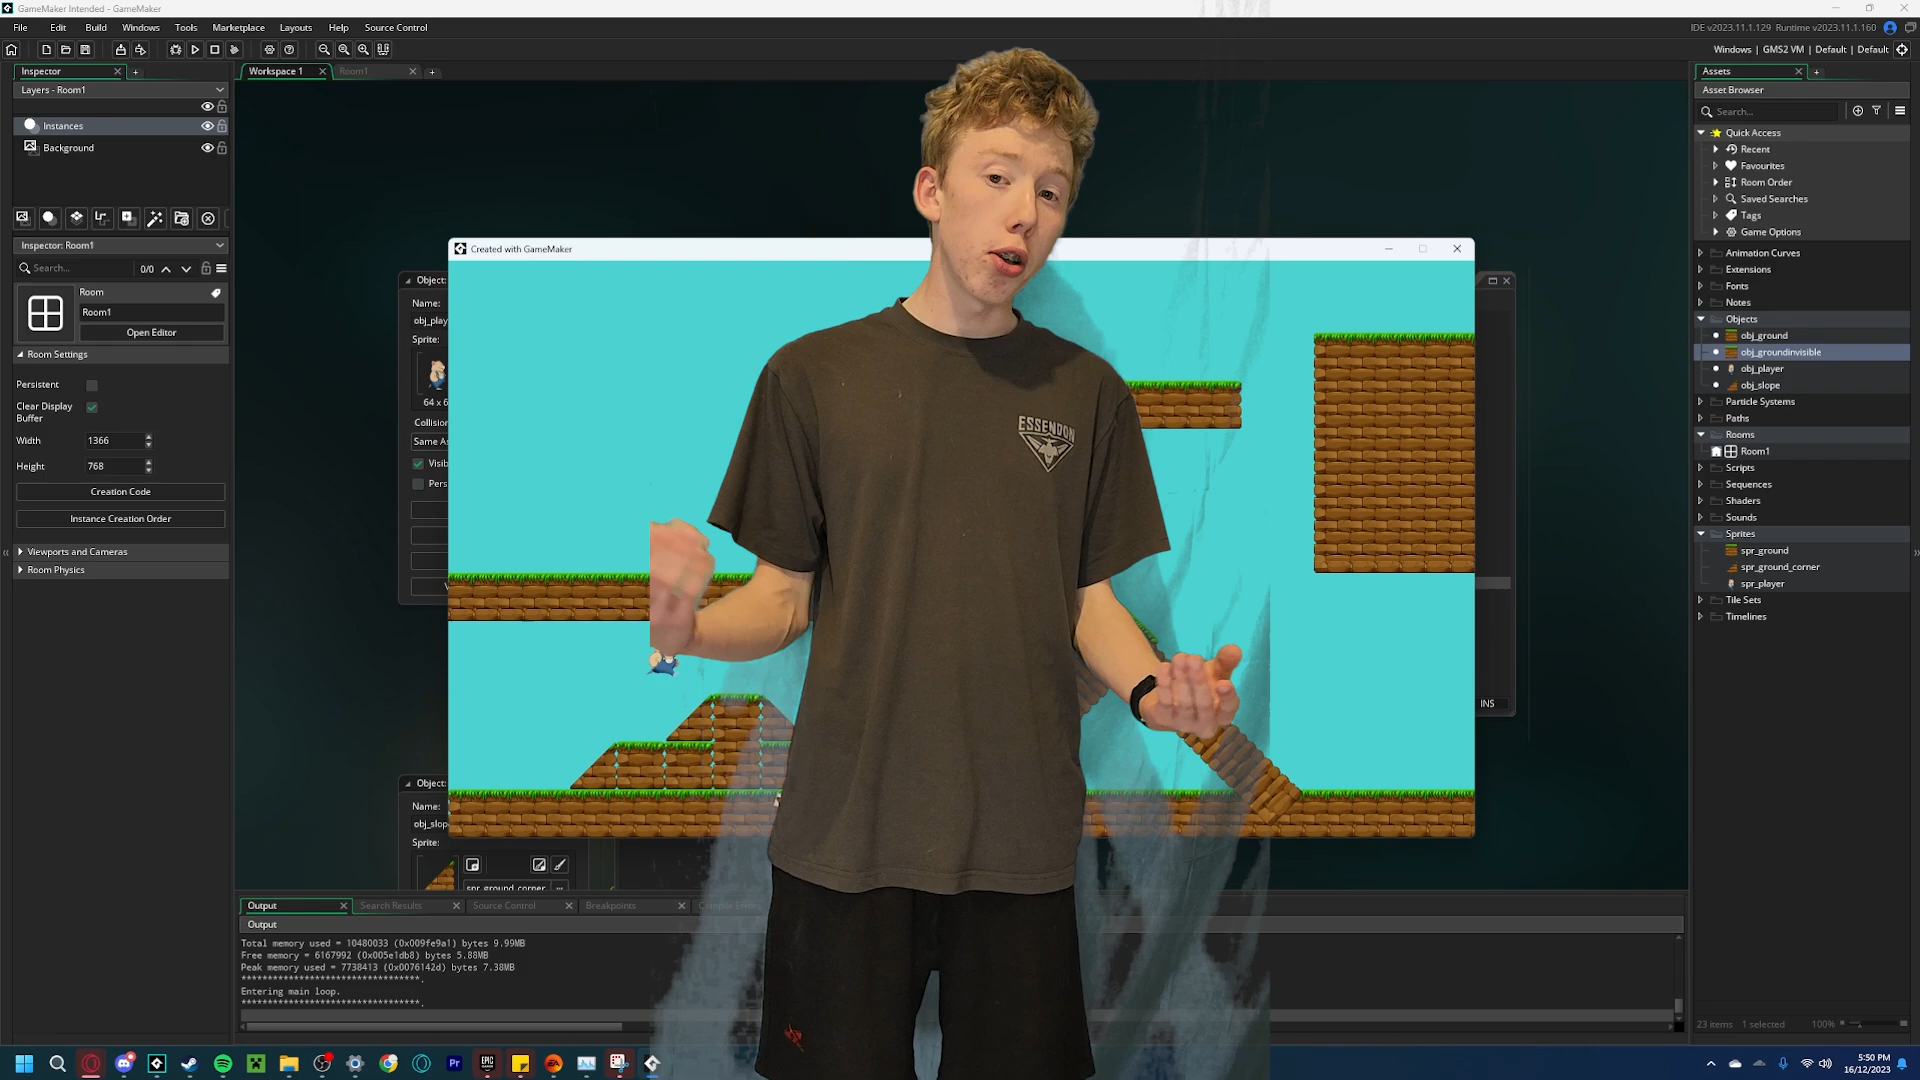 GameMaker Intended - GameMaker
File Edit Build Windows Tools Marketplace Layouts Help Source Control
IDE v2023.11.1.129 Runtime v2023.11.1.160
Windows | GMS2 VM | Default | Default
Inspector
Workspace 1
Room1
Assets
Layers - Room1
Asset Browser
Search...
Instances
Background
Quick Access
Recent
Favourites
Room Order
Saved Searches
Tags
Game Options
Inspector: Room1
Search...
0/0
Room
Room1
Open Editor
Room Settings
Persistent
Clear Display
Buffer
Width
1366
Height
768
Creation Code
Instance Creation Order
Viewports and Cameras
Room Physics
Created with GameMaker
Object:
Name:
obj_play
Sprite:
64 x 6
Collision
Same As
Visib
Pers
ESSENDON
INS
Object:
Name:
obj_slop
Sprite:
spr_ground_corner
Animation Curves
Extensions
Fonts
Notes
Objects
obj_ground
obj_groundinvisible
obj_player
obj_slope
Particle Systems
Paths
Rooms
Room1
Scripts
Sequences
Shaders
Sounds
Sprites
spr_ground
spr_ground_corner
spr_player
Tile Sets
Timelines
23 items 1 selected 100%
Output
Search Results
Source Control
Breakpoints
Compile Errors
Output
Total memory used = 10480033 (0x009fe9a1) bytes 9.99MB
Free memory = 6167992 (0x005e1db8) bytes 5.88MB
Peak memory used = 7738413 (0x0076142d) bytes 7.38MB
***********************************.
Entering main loop.
***********************************.
Pr
EPIC
EA
5:50 PM
16/12/2023